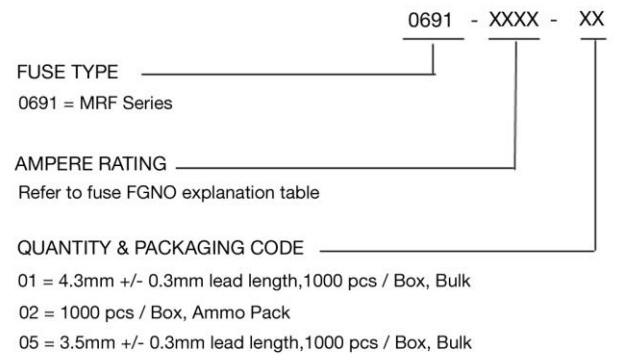 0691 - XXXX - XX
FUSE TYPE
0691 = MRF Series
AMPERE RATING
Refer to fuse FGNO explanation table
QUANTITY & PACKAGING CODE
01 = 4.3mm +/- 0.3mm lead length,1000 pcs / Box, Bulk
02 = 1000 pcs / Box, Ammo Pack
05 = 3.5mm +/- 0.3mm lead length,1000 pcs / Box, Bulk